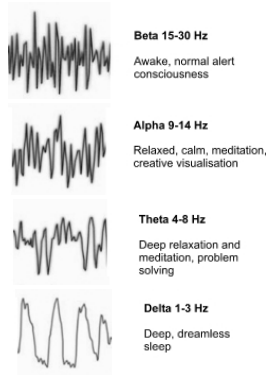 Beta 15-30 Hz
Awake, normal alert
consciousness
Alpha 9-14 Hz
Relaxed, calm, meditation,
creative visualisation
Theta 4-8 Hz
Deep relaxation and
meditation, problem
solving
Delta 1-3 Hz
Deep, dreamless
sleep